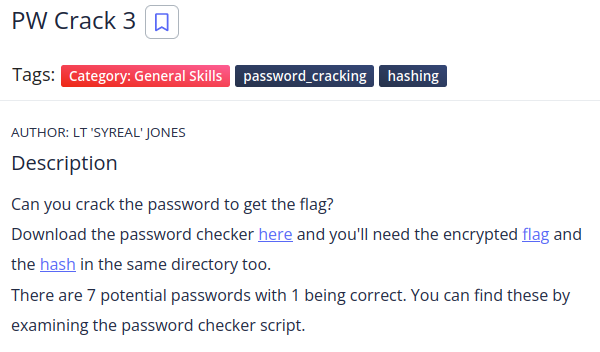 PW Crack 3
Tags: Category: General Skills password_cracking hashing
AUTHOR: LT 'SYREAL' JONES
Description
Can you crack the password to get the flag?
Download the password checker here and you'll need the encrypted flag and
the hash in the same directory too.
There are 7 potential passwords with 1 being correct. You can find these by
examining the password checker script.